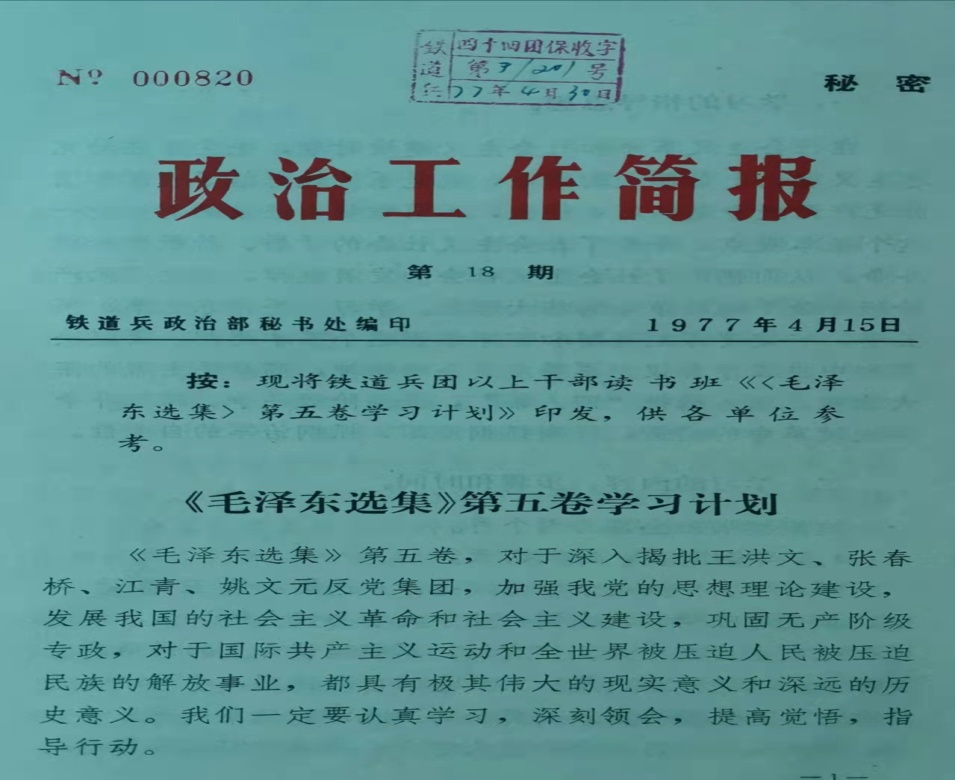 铁道兵
四十四团保收字
第3/201号
77年4月30日
Nº 000820
秘密
政治工作简报
第 18 期
铁道兵政治部秘书处编印 1977年4月15日
按：现将铁道兵团以上干部读书班《<毛泽
东选集>第五卷学习计划》印发，供各单位参
考。
《毛泽东选集》第五卷学习计划
《毛泽东选集》第五卷，对于深入揭批王洪文、张春
桥、江青、姚文元反党集团，加强我党的思想理论建设，
发展我国的社会主义革命和社会主义建设，巩固无产阶级
专政，对于国际共产主义运动和全世界被压迫人民被压迫
民族的解放事业，都具有极其伟大的现实意义和深远的历
史意义。我们一定要认真学习，深刻领会，提高觉悟，指
导行动。
—1—